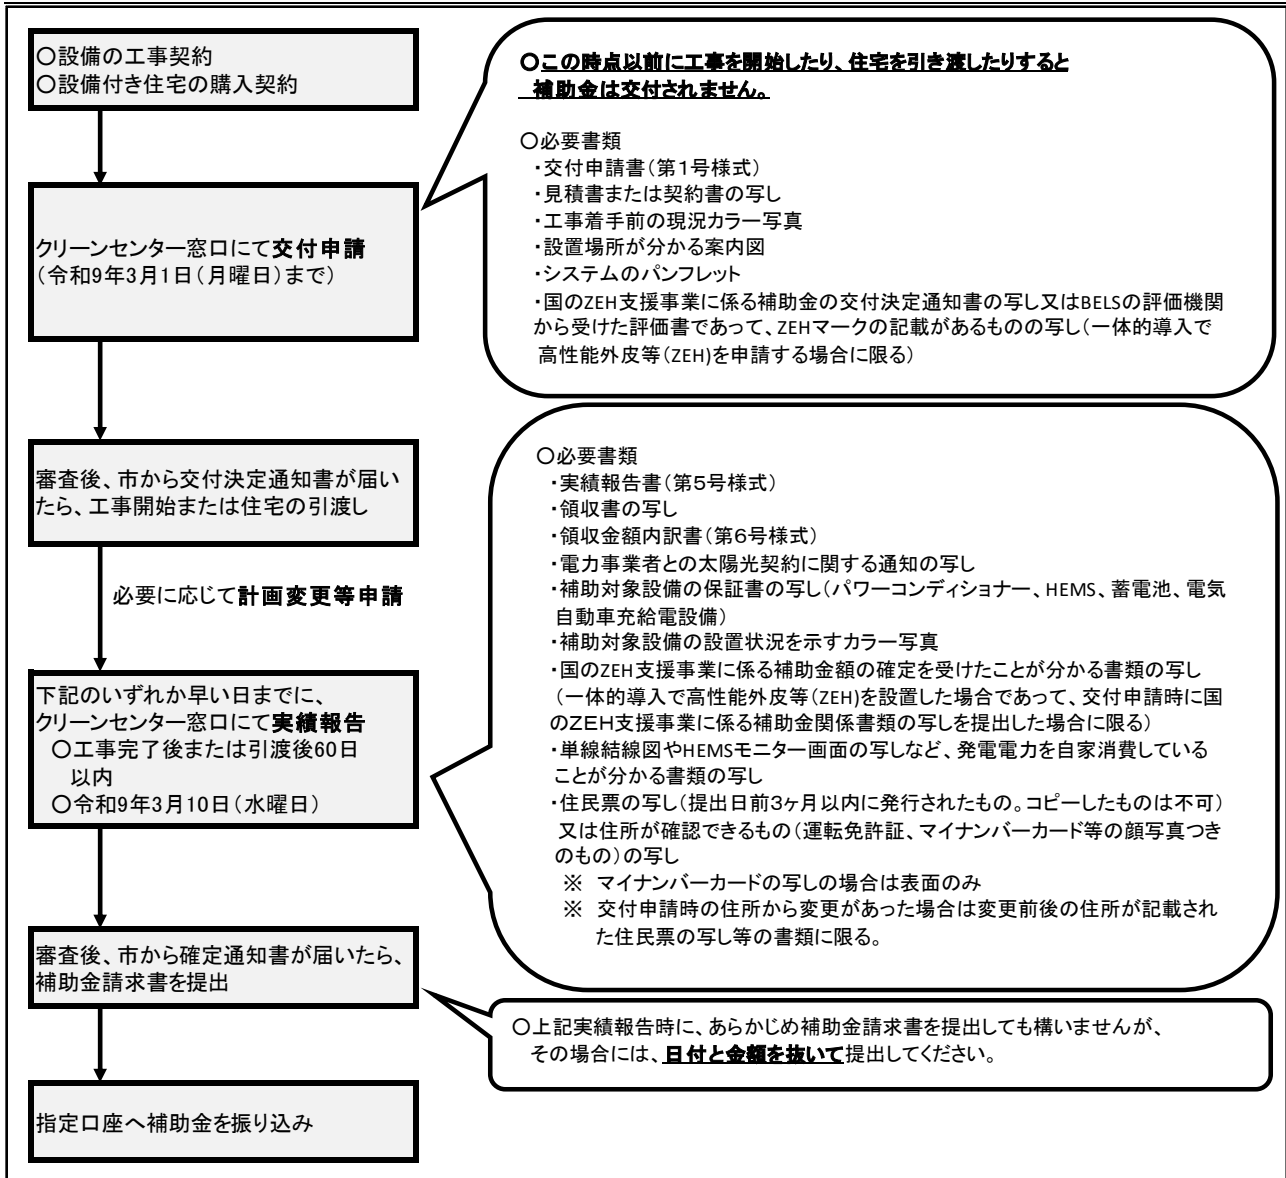 〇設備の工事契約
〇設備付き住宅の購入契約
〇この時点以前に工事を開始したり、住宅を引き渡したりすると
補助金は交付されません。
〇必要書類
・交付申請書（第1号様式）
・見積書または契約書の写し
・工事着手前の現況カラー写真
・設置場所が分かる案内図
・システムのパンフレット
・国のZEH支援事業に係る補助金の交付決定通知書の写し又はBELSの評価機関
から受けた評価書であって、ZEHマークの記載があるものの写し（一体的導入で
高性能外皮等（ZEH)を申請する場合に限る）
クリーンセンター窓口にて交付申請
（令和9年3月1日（月曜日）まで）
審査後、市から交付決定通知書が届い
たら、工事開始または住宅の引渡し
必要に応じて計画変更等申請
〇必要書類
・実績報告書（第５号様式）
・領収書の写し
・領収金額内訳書（第６号様式）
・電力事業者との太陽光契約に関する通知の写し
・補助対象設備の保証書の写し（パワーコンディショナー、HEMS、蓄電池、電気
自動車充給電設備）
・補助対象設備の設置状況を示すカラー写真
・国のZEH支援事業に係る補助金額の確定を受けたことが分かる書類の写し
（一体的導入で高性能外皮等（ZEH)を設置した場合であって、交付申請時に国
のＺＥＨ支援事業に係る補助金関係書類の写しを提出した場合に限る）
・単線結線図やHEMSモニター画面の写しなど、発電電力を自家消費している
ことが分かる書類の写し
・住民票の写し（提出日前３ヶ月以内に発行されたもの。コピーしたものは不可）
又は住所が確認できるもの（運転免許証、マイナンバーカード等の顔写真つき
のもの）の写し
※　マイナンバーカードの写しの場合は表面のみ
※　交付申請時の住所から変更があった場合は変更前後の住所が記載され
た住民票の写し等の書類に限る。
下記のいずれか早い日までに、
クリーンセンター窓口にて実績報告
〇工事完了後または引渡後60日
以内
〇令和9年3月10日（水曜日）
審査後、市から確定通知書が届いたら、
補助金請求書を提出
〇上記実績報告時に、あらかじめ補助金請求書を提出しても構いませんが、
その場合には、日付と金額を抜いて提出してください。
指定口座へ補助金を振り込み